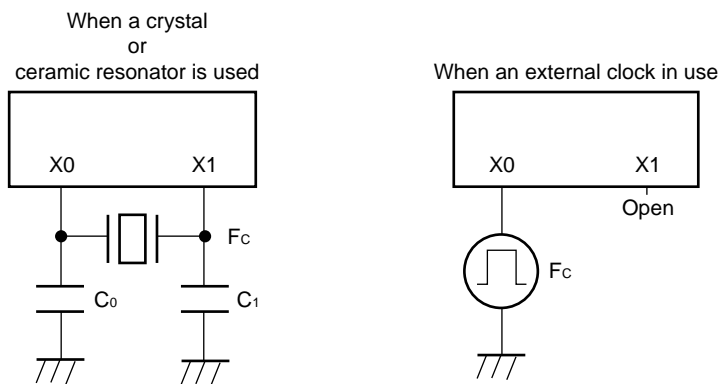 When a crystal
or
ceramic resonator is used
X0 X1
FC
C0 C1
When an external clock in use
X0 X1
Open
FC